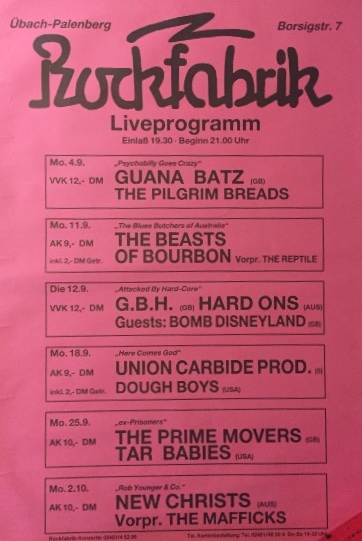 Übach-Palenberg Borsigstr. 7
Rockfabrik
Liveprogramm
Einlaß 19.30 · Beginn 21.00 Uhr
Mo. 4.9. „Psychobilly Goes Crazy"
VVK 12,- DM GUANA BATZ (GB)
THE PILGRIM BREADS
Mo. 11.9. „The Blues Butchers of Australia"
AK 9,- DM THE BEASTS
inkl. 2,- DM Getr. OF BOURBON Vorpr. THE REPTILE
Die 12.9. „Attacked By Hard-Core"
VVK 12,- DM G.B.H. (GB) HARD ONS (AUS)
Guests: BOMB DISNEYLAND (GB)
Mo. 18.9. „Here Comes God"
AK 9,- DM UNION CARBIDE PROD. (S)
inkl. 2,- DM Getr. DOUGH BOYS (USA)
Mo. 25.9. „ex-Prisoners"
AK 10,- DM THE PRIME MOVERS (GB)
TAR BABIES (USA)
Mo. 2.10. „Rob Younger & Co."
AK 10,- DM NEW CHRISTS (AUS)
Vorpr. THE MAFFICKS